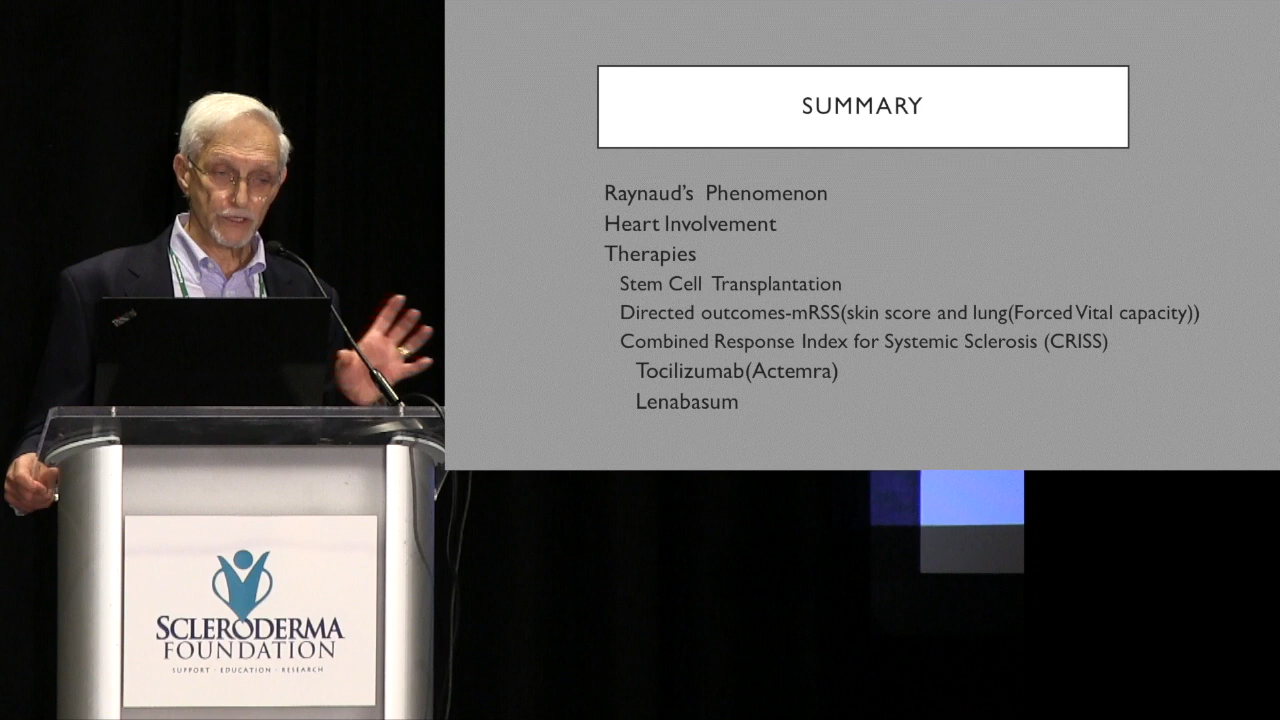 SUMMARY
Raynaud's Phenomenon
Heart Involvement
Therapies
Stem Cell Transplantation
Directed outcomes-mRSS(skin score and lung(Forced Vital capacity))
Combined Response Index for Systemic Sclerosis (CRISS)
Tocilizumab(Actemra)
Lenabasum
SCLERODERMA
FOUNDATION
SUPPORT · EDUCATION · RESEARCH